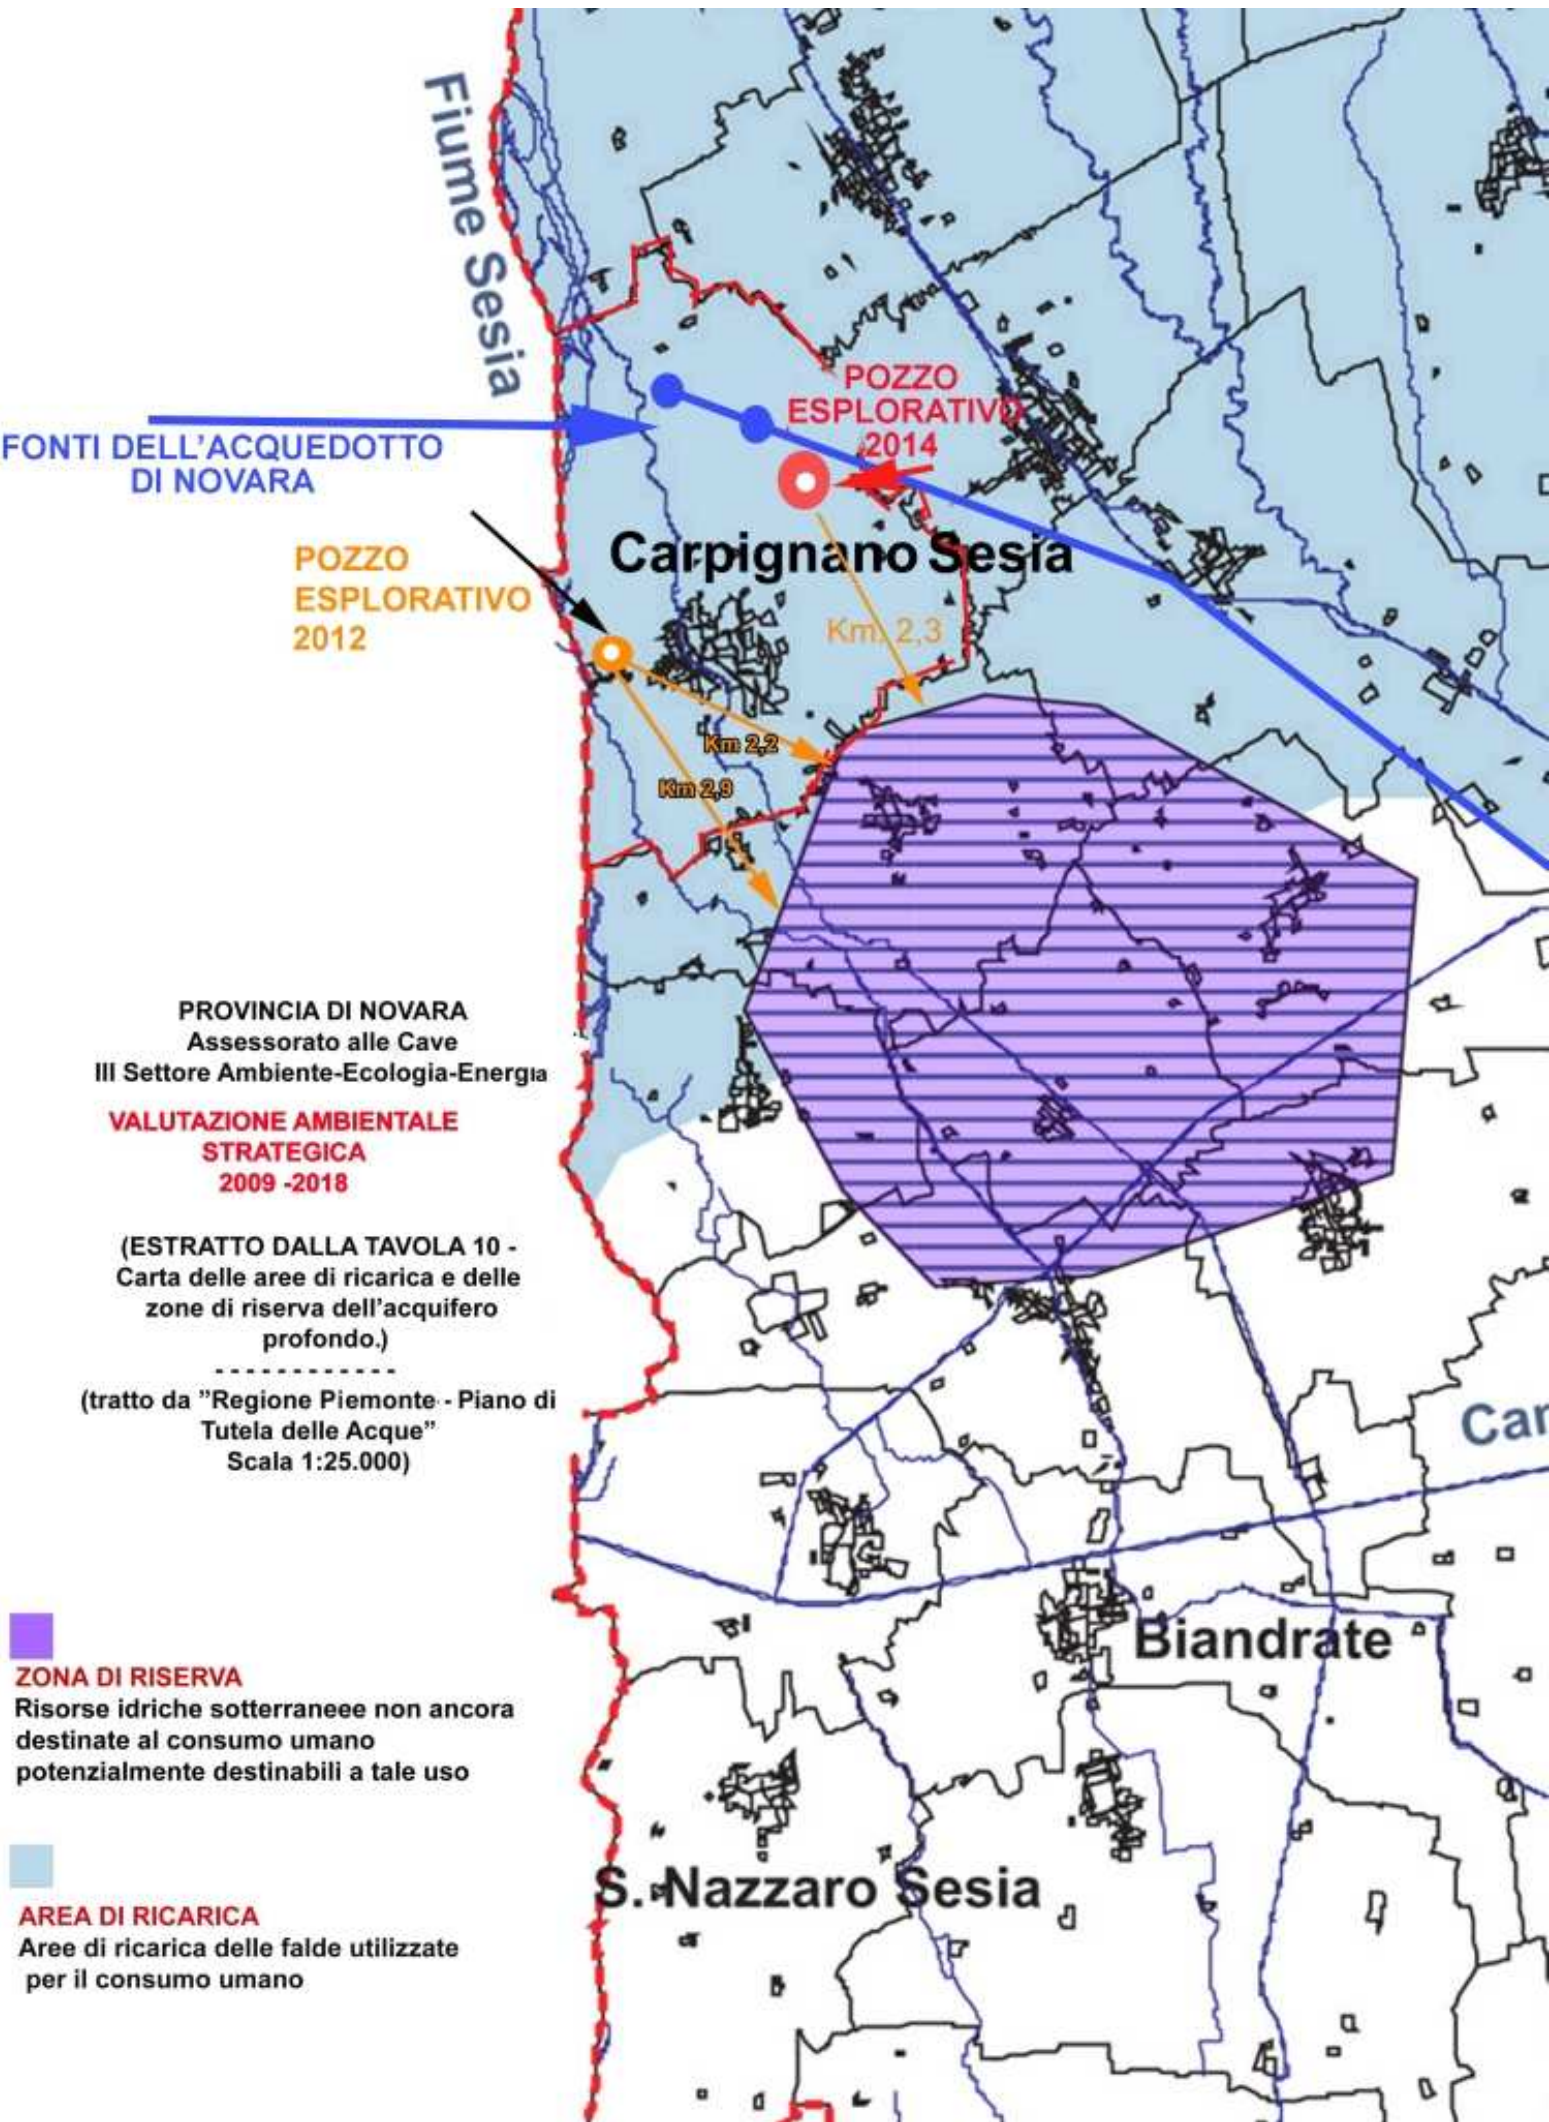 Fiume Sesia
POZZO
ESPLORATIVO
2014
FONTI DELL'ACQUEDOTTO
DI NOVARA
POZZO
ESPLORATIVO
2012
Carpignano Sesia
Km. 2,3
Km 2,2
Km 2,9
PROVINCIA DI NOVARA
Assessorato alle Cave
III Settore Ambiente-Ecologia-Energia
VALUTAZIONE AMBIENTALE
STRATEGICA
2009 -2018
(ESTRATTO DALLA TAVOLA 10 -
Carta delle aree di ricarica e delle
zone di riserva dell'acquifero
profondo.)
- - - - - - - - - - - -
(tratto da "Regione Piemonte - Piano di
Tutela delle Acque"
Scala 1:25.000)
Can
Biandrate
ZONA DI RISERVA
Risorse idriche sotterraneee non ancora
destinate al consumo umano
potenzialmente destinabili a tale uso
S. Nazzaro Sesia
AREA DI RICARICA
Aree di ricarica delle falde utilizzate
per il consumo umano